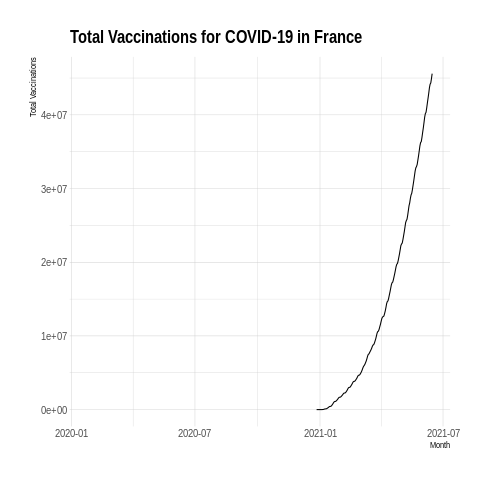 Total Vaccinations for COVID-19 in France
Total Vaccinations
4e+07
3e+07
2e+07
1e+07
0e+00
2020-01 2020-07 2021-01 2021-07
Month